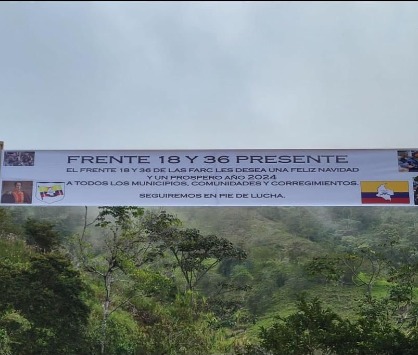 FRENTE 18 Y 36 PRESENTE
EL FRENTE 18 Y 36 DE LAS FARC LES DESEA UNA FELIZ NAVIDAD
Y UN PROSPERO AÑO 2024
A TODOS LOS MUNICIPIOS, COMUNIDADES Y CORREGIMIENTOS.
SEGUIREMOS EN PIE DE LUCHA.